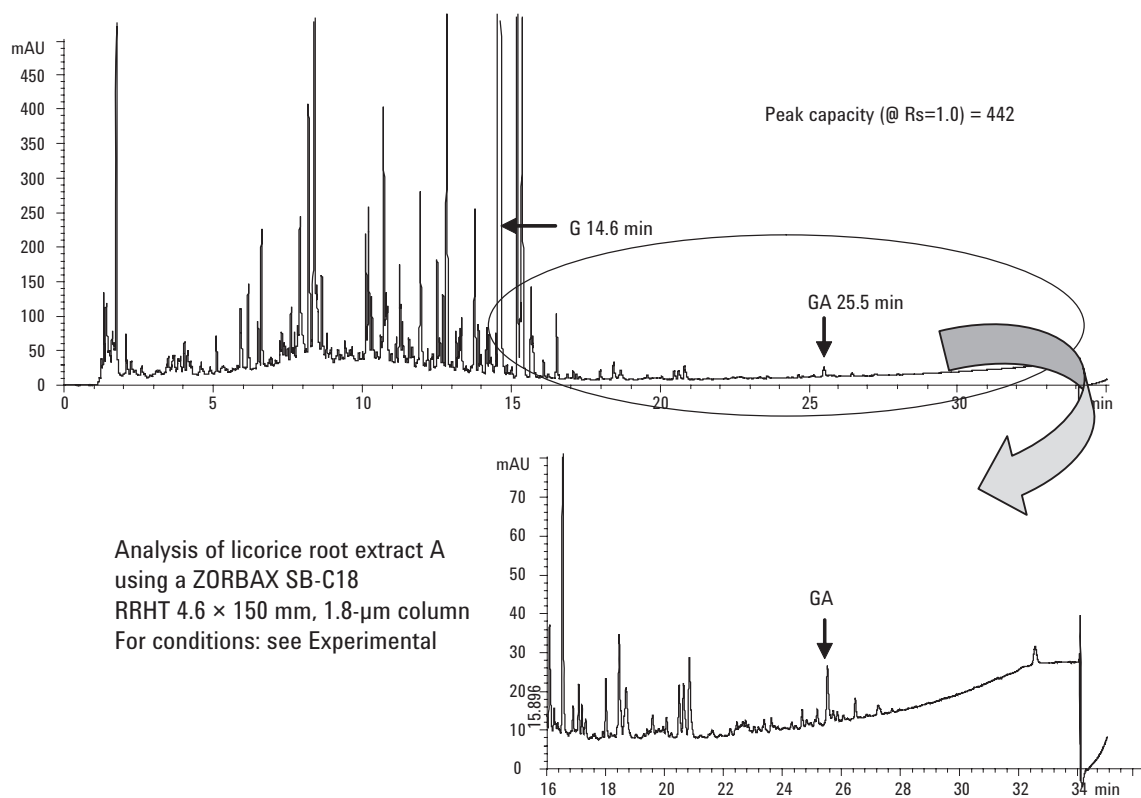 mAU
450
400
350
300
250
200
150
100
50
0
0 5 10 15 20 25 30 min
Peak capacity (@ Rs=1.0) = 442
G 14.6 min
GA 25.5 min
Analysis of licorice root extract A
using a ZORBAX SB-C18
RRHT 4.6 × 150 mm, 1.8-µm column
For conditions: see Experimental
mAU
70
60
50
40
30
20
10
0
15.896
GA
16 18 20 22 24 26 28 30 32 34 min